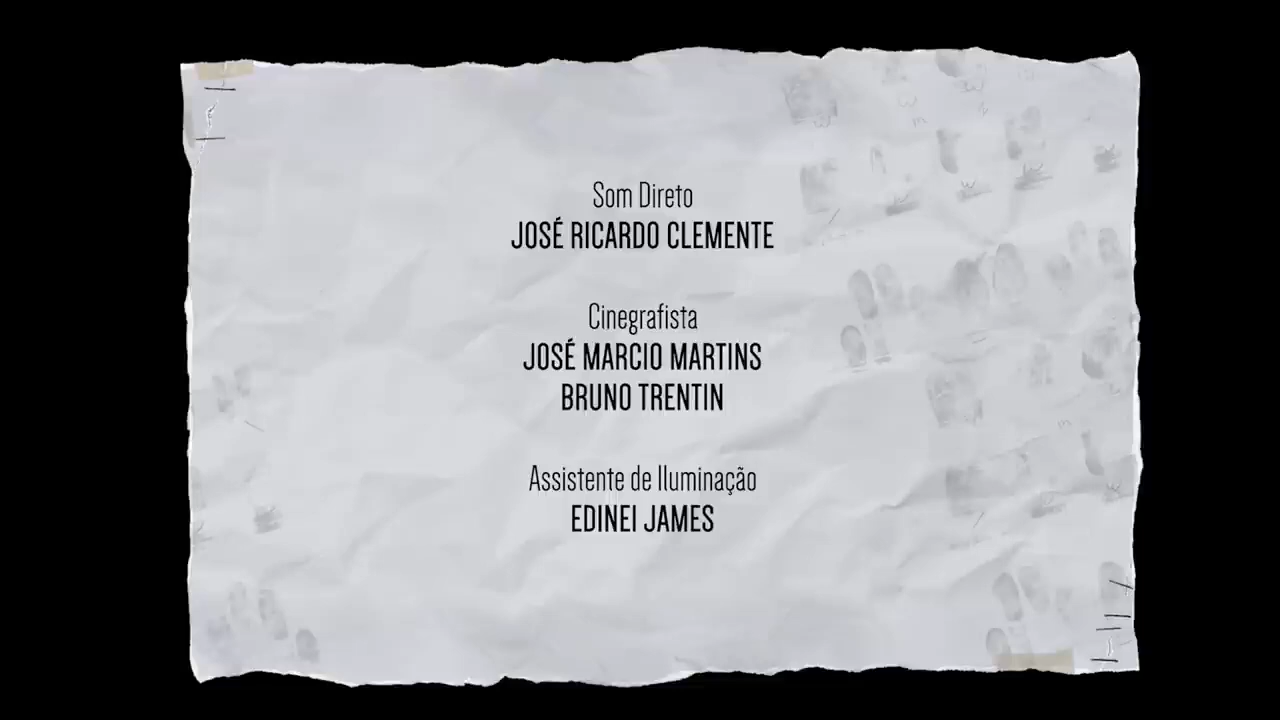 Som Direto
JOSÉ RICARDO CLEMENTE
Cinegrafista
JOSÉ MARCIO MARTINS
BRUNO TRENTIN
Assistente de Iluminação
EDINEI JAMES